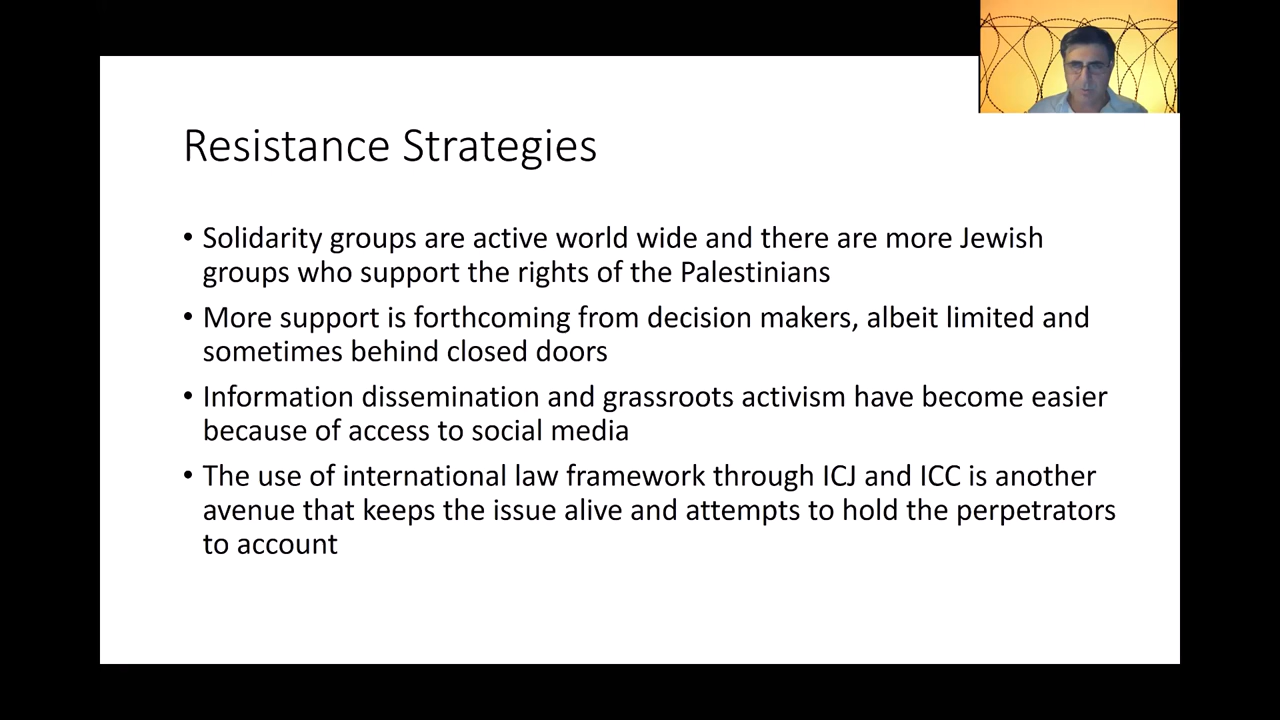 Resistance Strategies
• Solidarity groups are active world wide and there are more Jewish
groups who support the rights of the Palestinians
• More support is forthcoming from decision makers, albeit limited and
sometimes behind closed doors
• Information dissemination and grassroots activism have become easier
because of access to social media
• The use of international law framework through ICJ and ICC is another
avenue that keeps the issue alive and attempts to hold the perpetrators
to account